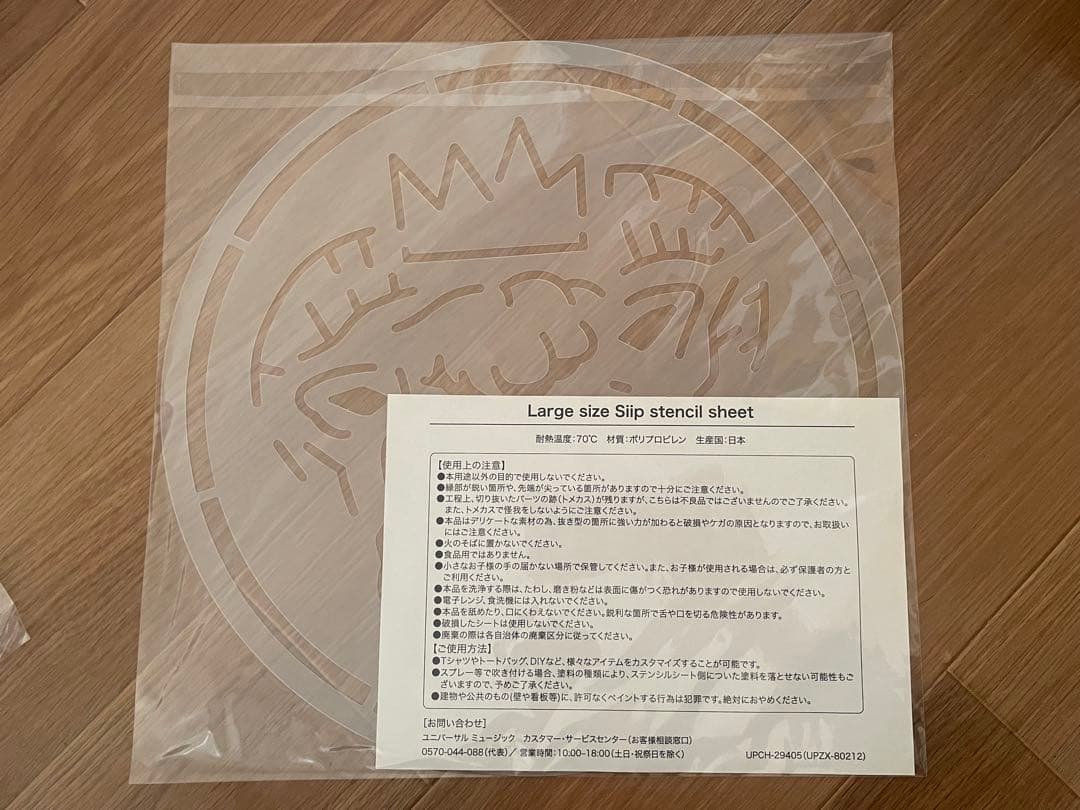 Large size Siip stencil sheet
耐熱温度：70℃　材質：ポリプロピレン　生産国：日本
【使用上の注意】
●本用途以外の目的で使用しないでください。
●縁部が鋭い箇所や、先端が尖っている箇所がありますので十分にご注意ください。
●工程上、切り抜いたパーツの跡（トメカス）が残りますが、こちらは不良品ではございませんのでご了承ください。
また、トメカスで怪我をしないようにご注意ください。
●本品はデリケートな素材の為、抜き型の箇所に強い力が加わると破損やケガの原因となりますので、お取扱い
にはご注意ください。
●火のそばに置かないでください。
●食品用ではありません。
●小さなお子様の手の届かない場所で保管してください。また、お子様が使用される場合は、必ず保護者の方と
ご利用ください。
●本品を洗浄する際は、たわし、磨き粉などは表面に傷がつく恐れがありますので使用しないでください。
●電子レンジ、食洗機には入れないでください。
●本品を舐めたり、口にくわえないでください。鋭利な箇所で舌や口を切る危険性があります。
●破損したシートは使用しないでください。
●廃棄の際は各自治体の廃棄区分に従ってください。
【ご使用方法】
●Tシャツやトートバッグ、DIYなど、様々なアイテムをカスタマイズすることが可能です。
●スプレー等で吹き付ける場合、塗料の種類により、ステンシルシート側についた塗料を落とせない可能性もご
ざいますので、予めご了承ください。
●建物や公共のもの（壁や看板等）に、許可なくペイントする行為は犯罪です。絶対におやめください。
［お問い合わせ］
ユニバーサル ミュージック　カスタマー・サービスセンター（お客様相談窓口）
0570-044-088（代表）／営業時間：10:00-18:00（土日・祝祭日を除く）
UPCH-29405（UPZX-80212）